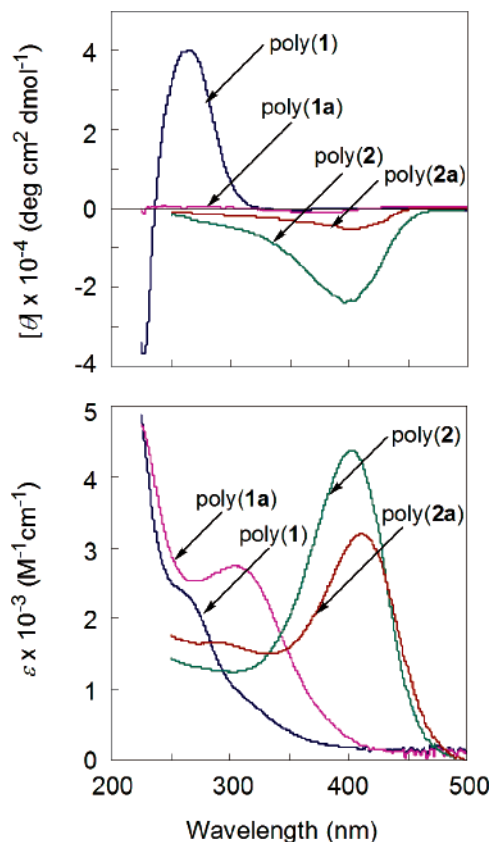 [θ] x 10⁻⁴ (deg cm² dmol⁻¹)
4
2
0
-2
-4
poly(1)
poly(1a)
poly(2)
poly(2a)
ε x 10⁻³ (M⁻¹cm⁻¹)
5
4
3
2
1
0
poly(2)
poly(1a)
poly(1)
poly(2a)
200 300 400 500
Wavelength (nm)